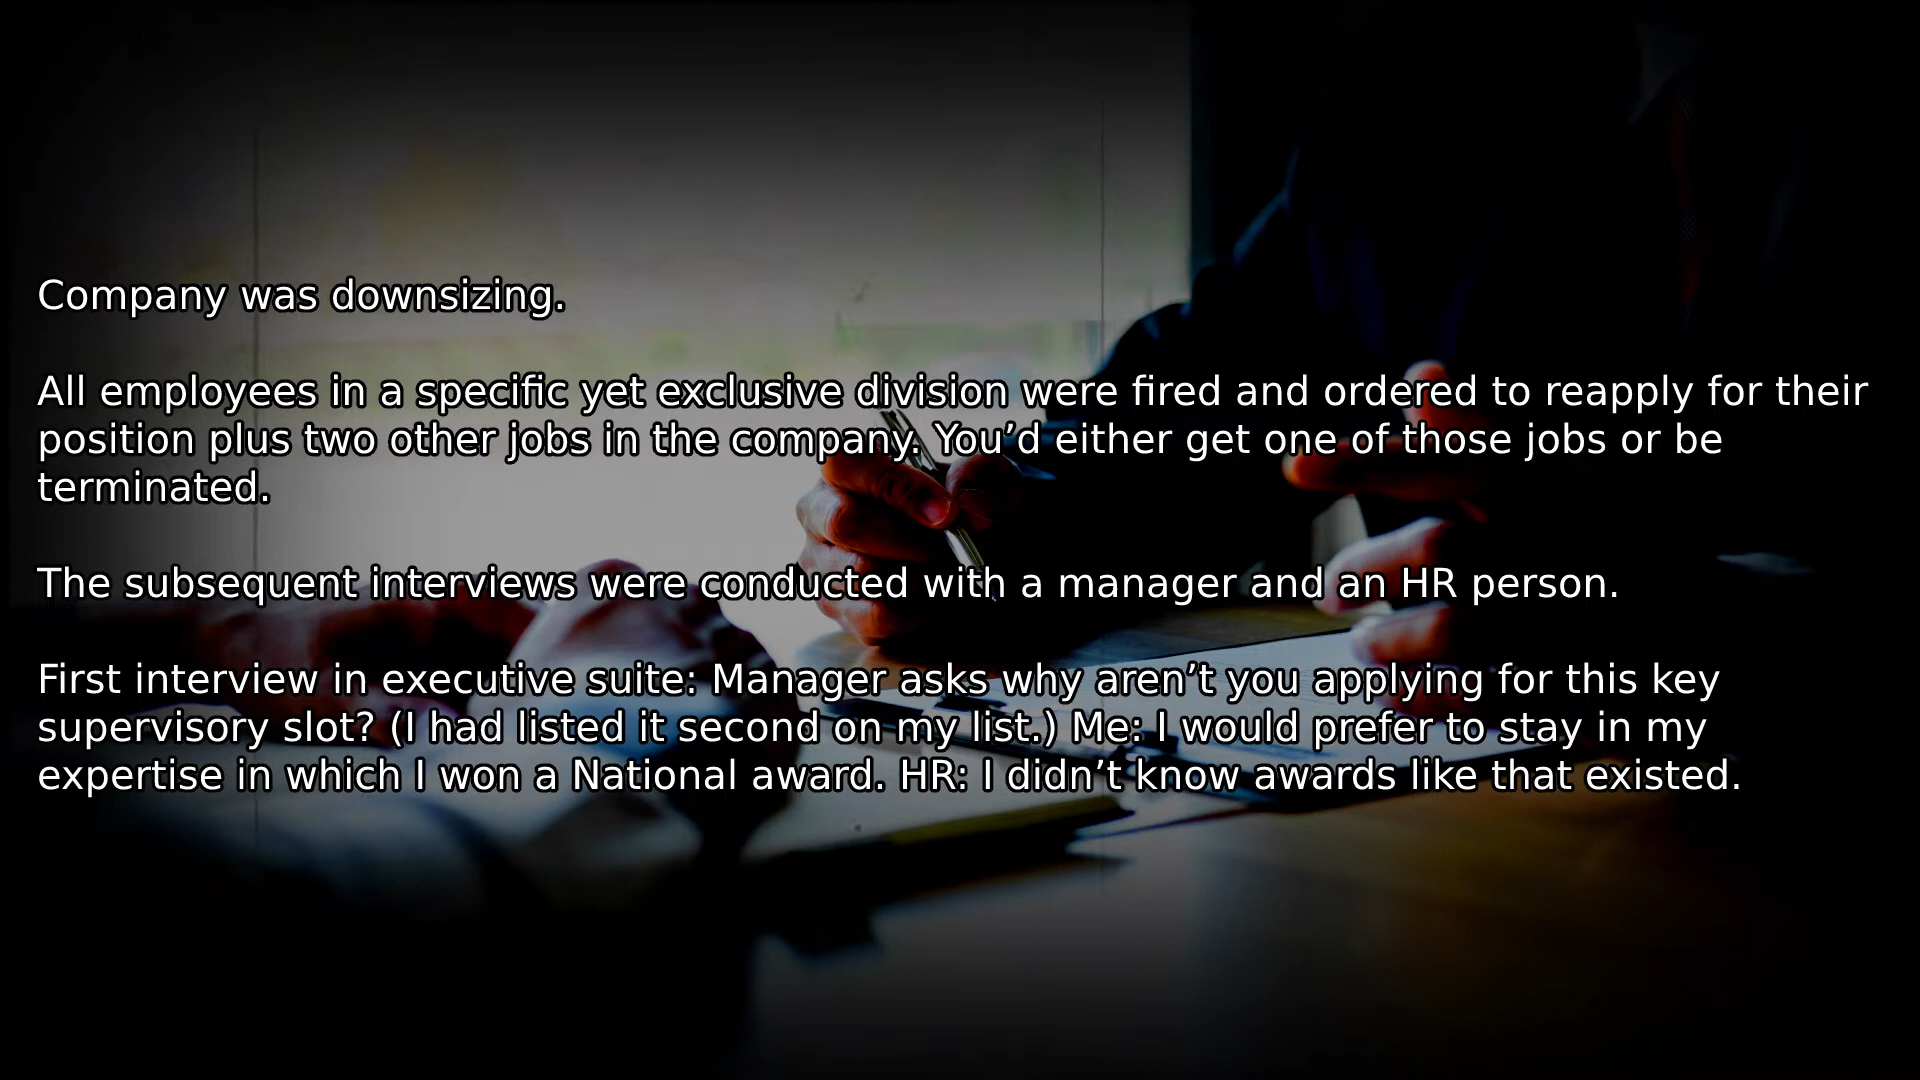 Company was downsizing.
All employees in a specific yet exclusive division were fired and ordered to reapply for their
position plus two other jobs in the company. You’d either get one of those jobs or be
terminated.
The subsequent interviews were conducted with a manager and an HR person.
First interview in executive suite: Manager asks why aren’t you applying for this key
supervisory slot? (I had listed it second on my list.) Me: I would prefer to stay in my
expertise in which I won a National award. HR: I didn’t know awards like that existed.